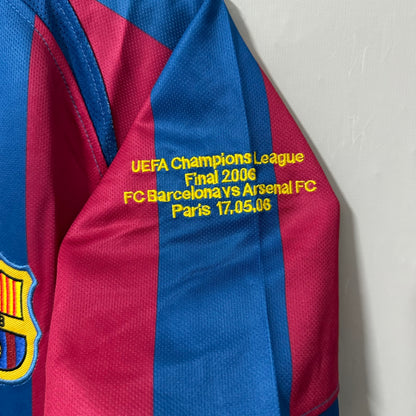 UEFA Champions League
Final 2006
FC Barcelona vs Arsenal FC
Paris 17.05.06